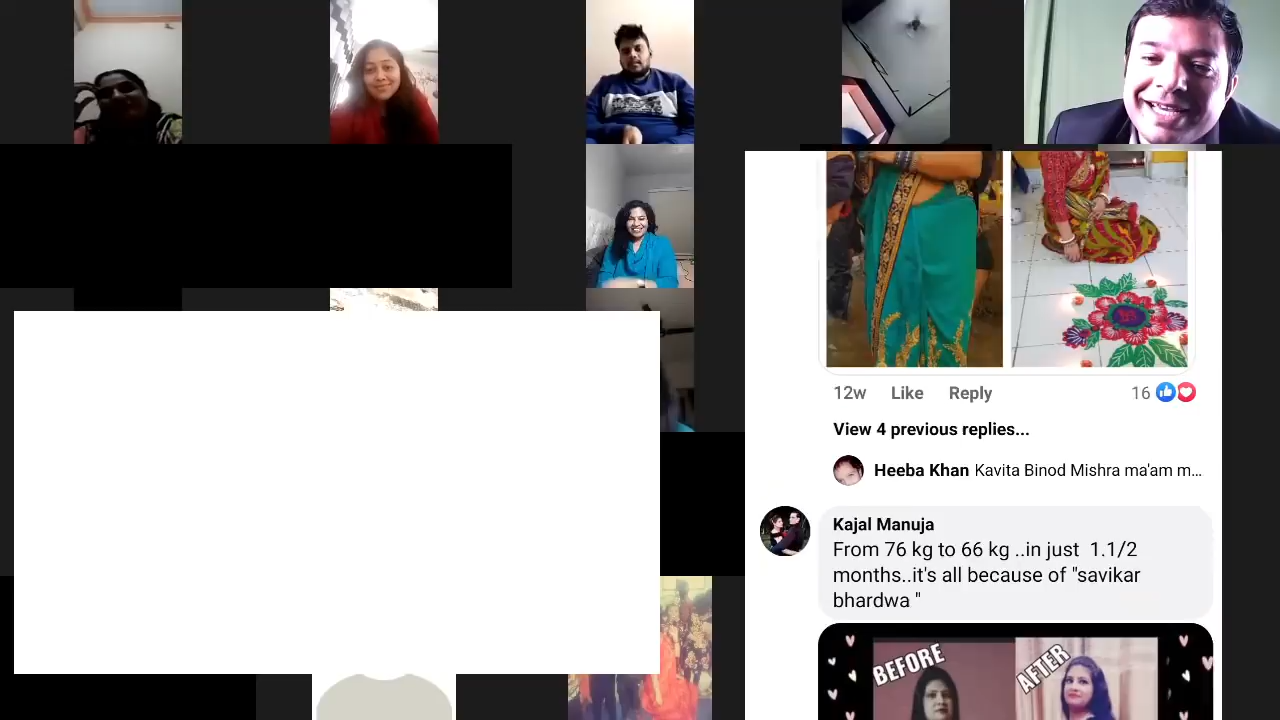 12w Like Reply 16
View 4 previous replies...
Heeba Khan Kavita Binod Mishra ma'am m...
Kajal Manuja
From 76 kg to 66 kg ..in just 1.1/2
months..it's all because of "savikar
bhardwa "
BEFORE AFTER